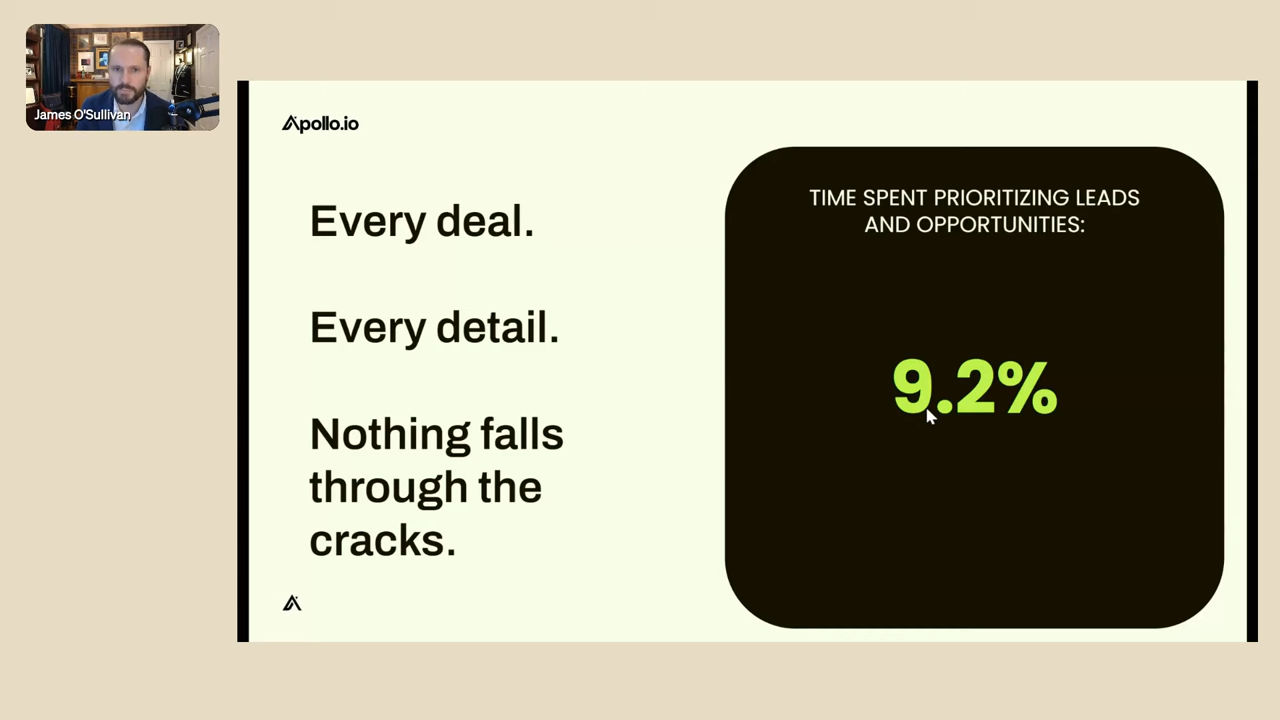 James O'Sullivan
Apollo.io
Every deal.
Every detail.
Nothing falls
through the
cracks.
TIME SPENT PRIORITIZING LEADS
AND OPPORTUNITIES:
9.2%